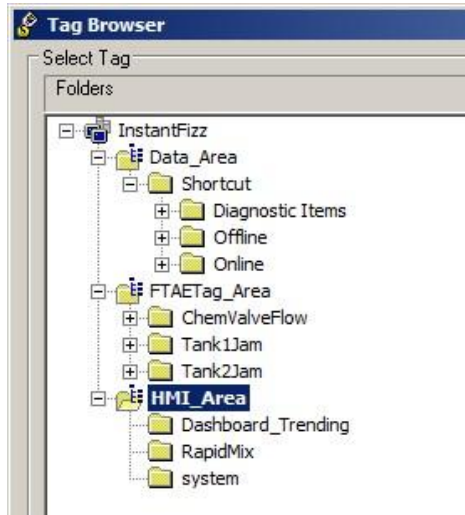 Tag Browser
Select Tag
Folders
InstantFizz
Data_Area
Shortcut
Diagnostic Items
Offline
Online
FTAETag_Area
ChemValveFlow
Tank1Jam
Tank2Jam
HMI_Area
Dashboard_Trending
RapidMix
system